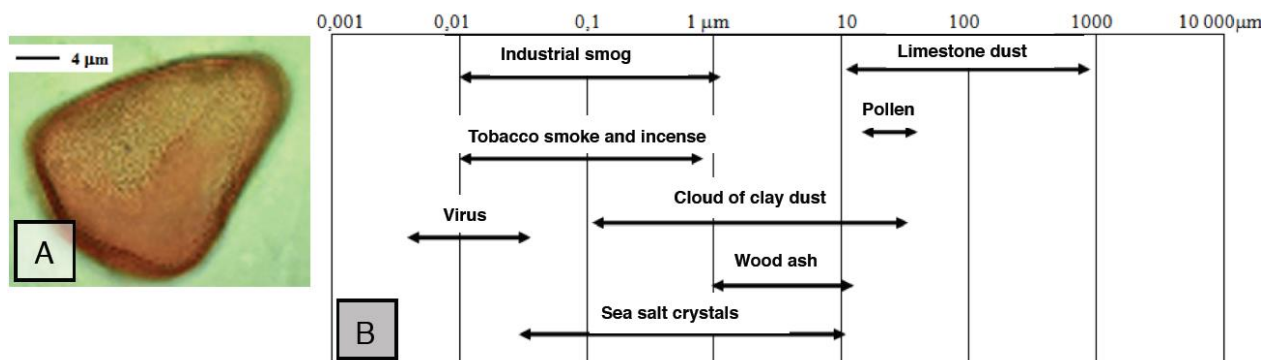 0,001 0,01 0,1 1 µm 10 100 1000 10 000µm
4 µm
Industrial smog
Limestone dust
Pollen
Tobacco smoke and incense
Cloud of clay dust
Virus
A
Wood ash
Sea salt crystals
B